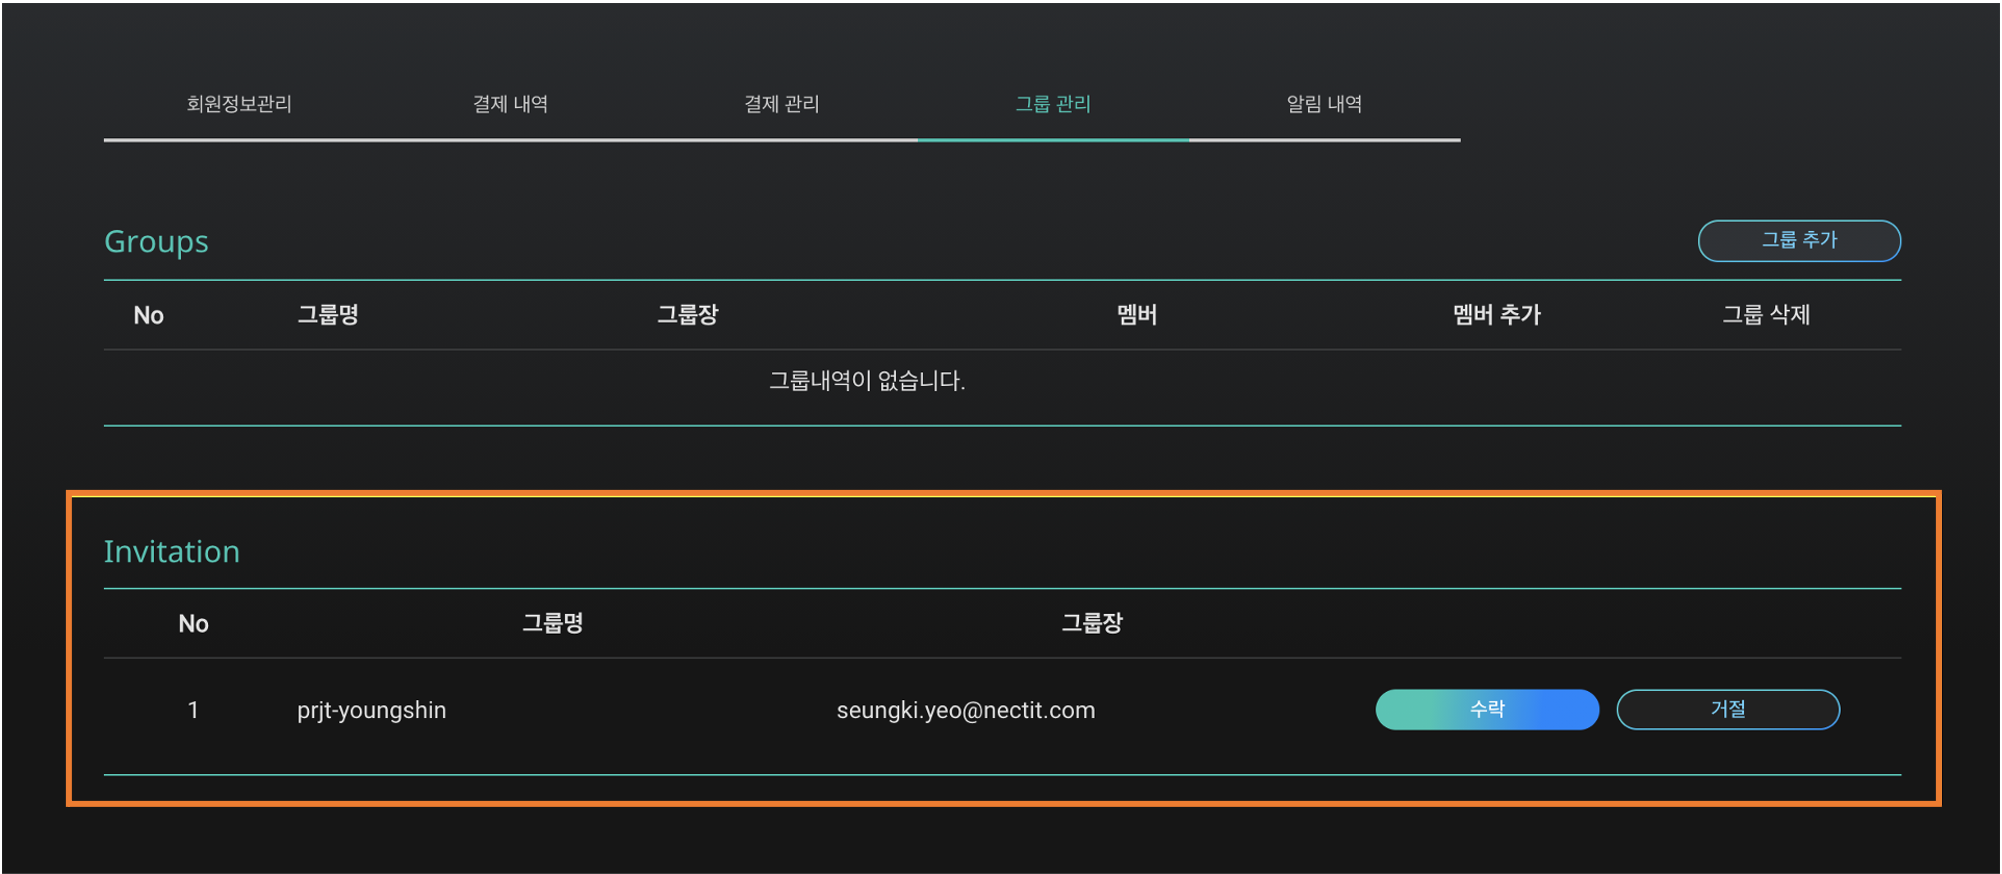 회원정보관리 결제 내역 결제 관리 그룹 관리 알림 내역
Groups 그룹 추가
No 그룹명 그룹장 멤버 멤버 추가 그룹 삭제
그룹내역이 없습니다.
Invitation
No 그룹명 그룹장
1 prjt-youngshin seungki.yeo@nectit.com 수락 거절